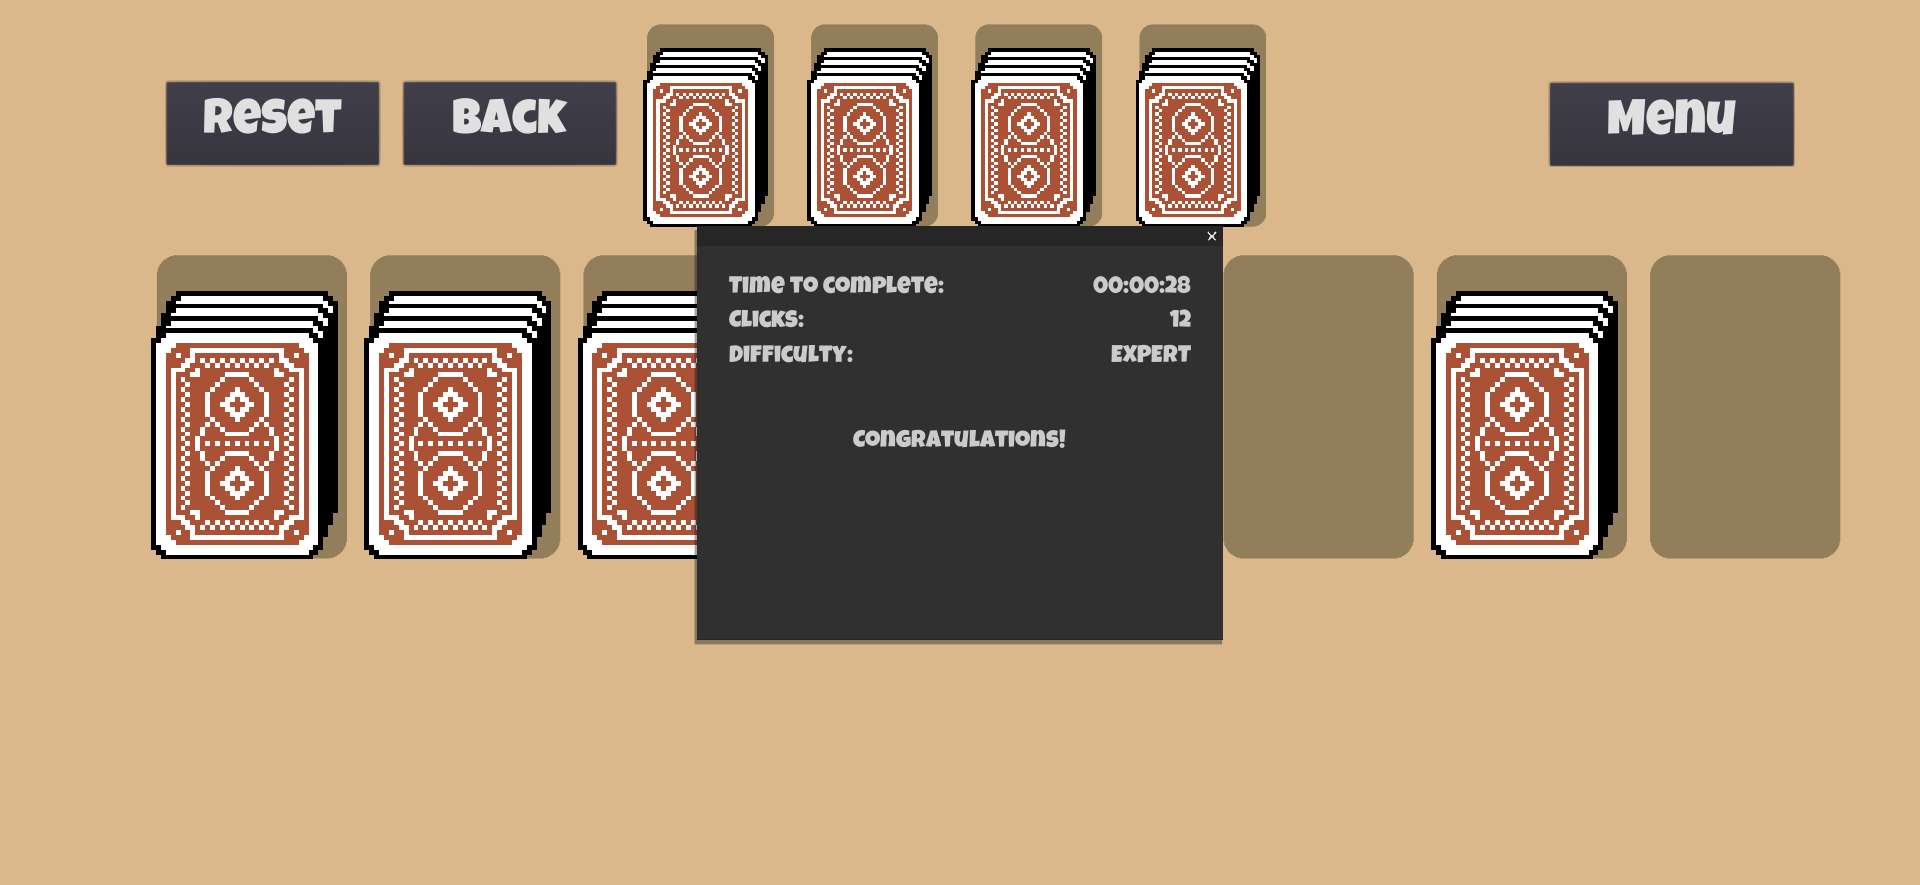 RESET
BACK
MENU
×
TIME TO COMPLETE:
00:00:28
CLICKS:
12
DIFFICULTY:
EXPERT
CONGRATULATIONS!